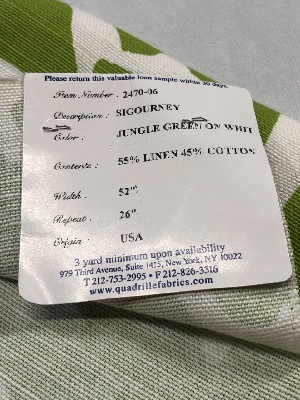 Please return this valuable loan sample within 30 days.
Item Number. 2470-06
Description: SIGOURNEY
Color: JUNGLE GREEN ON WHIT
Contents: 55% LINEN 45% COTTON
Width. 52"
Repeat. 26"
Origin. USA
3 yard minimum upon availability
979 Third Avenue, Suite 1415, New York, NY 10022
T 212-753-2995 • F 212-826-3316
www.quadrillefabrics.com